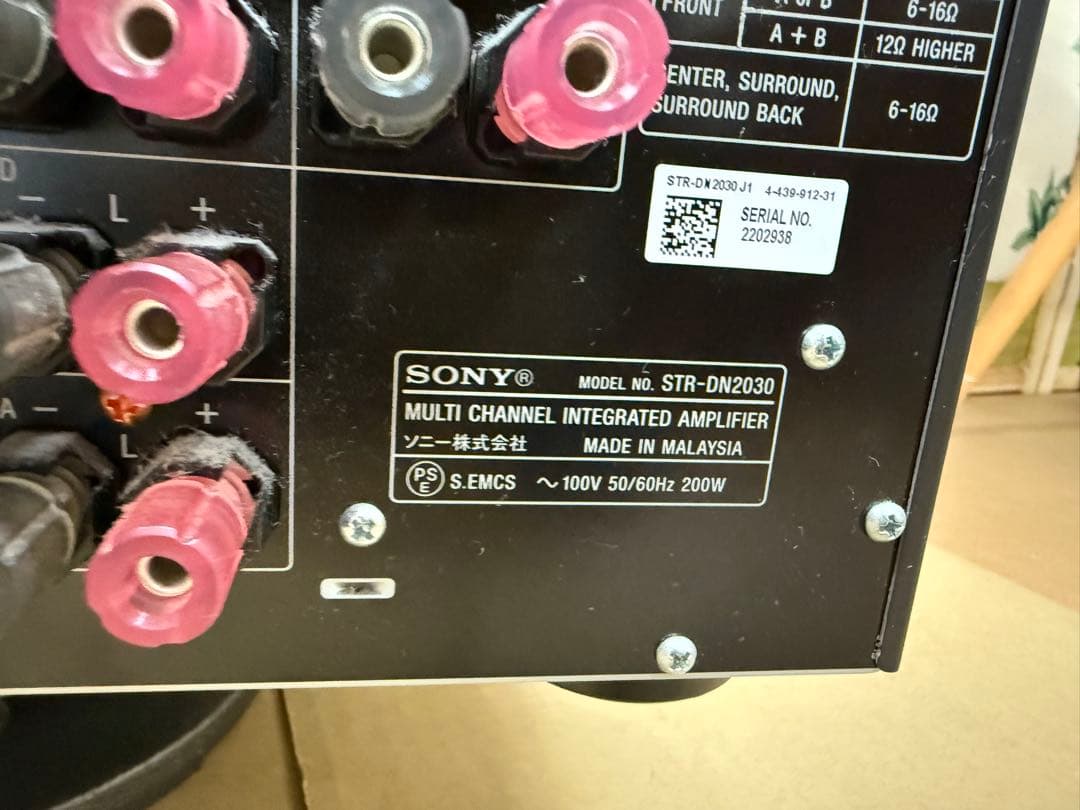 FRONT
6-16Ω
A + B
12Ω HIGHER
CENTER, SURROUND,
SURROUND BACK
6-16Ω
STR-DN2030 J1 4-439-912-31
SERIAL NO.
2202938
D
− L +
SONY® MODEL NO. STR-DN2030
MULTI CHANNEL INTEGRATED AMPLIFIER
ソニー株式会社 MADE IN MALAYSIA
PSE S.EMCS ～100V 50/60Hz 200W
A − L +